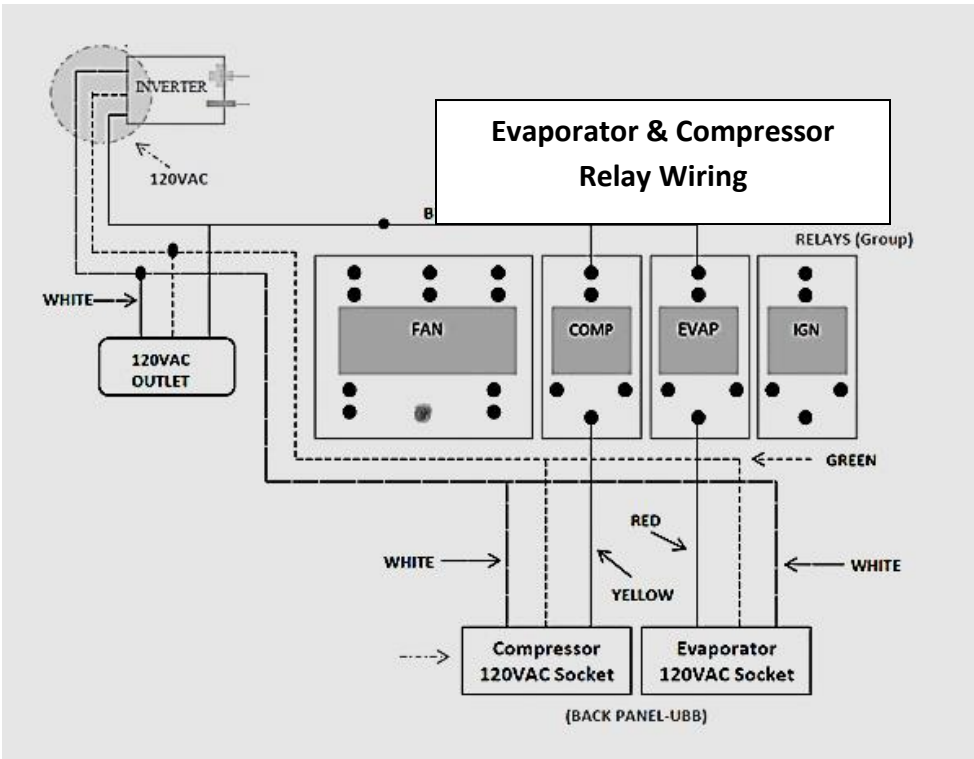 INVERTER
Evaporator & Compressor
Relay Wiring
120VAC
B
RELAYS (Group)
WHITE
FAN
COMP
EVAP
IGN
120VAC
OUTLET
GREEN
RED
WHITE
WHITE
YELLOW
Compressor
120VAC Socket
Evaporator
120VAC Socket
(BACK PANEL-UBB)